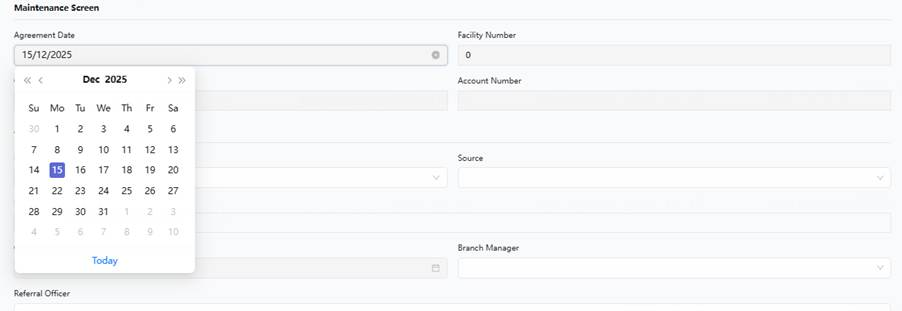 Maintenance Screen
Agreement Date
Facility Number
15/12/2025
0
Dec 2025
Account Number
Su Mo Tu We Th Fr Sa
30 1 2 3 4 5 6
7 8 9 10 11 12 13
14 15 16 17 18 19 20
Source
21 22 23 24 25 26 27
28 29 30 31 1 2 3
4 5 6 7 8 9 10
Branch Manager
Today
Referral Officer